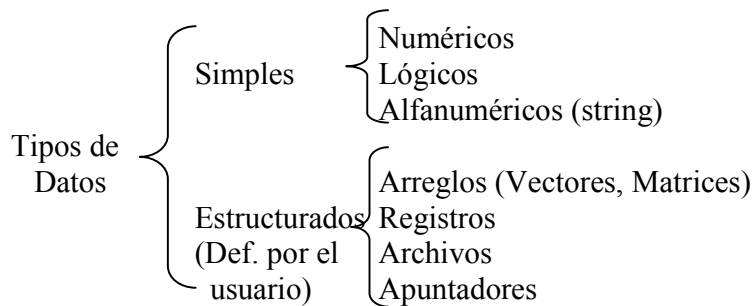 Tipos de
Datos
Simples
Numéricos
Lógicos
Alfanuméricos (string)
Estructurados
(Def. por el
usuario)
Arreglos (Vectores, Matrices)
Registros
Archivos
Apuntadores